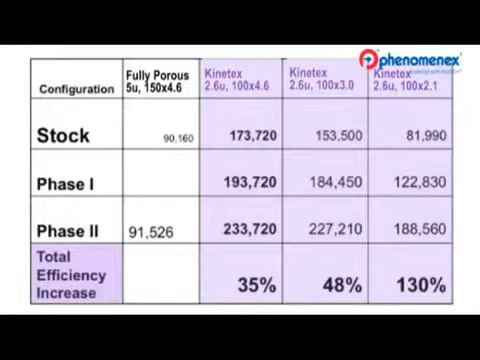 phenomenex
Configuration
Fully Porous
5u, 150x4.6
Kinetex
2.6u, 100x4.6
Kinetex
2.6u, 100x3.0
Kinetex
2.6u, 100x2.1
Stock 90,160 173,720 153,500 81,990
Phase I 193,720 184,450 122,830
Phase II 91,526 233,720 227,210 188,560
Total
Efficiency
Increase
35% 48% 130%